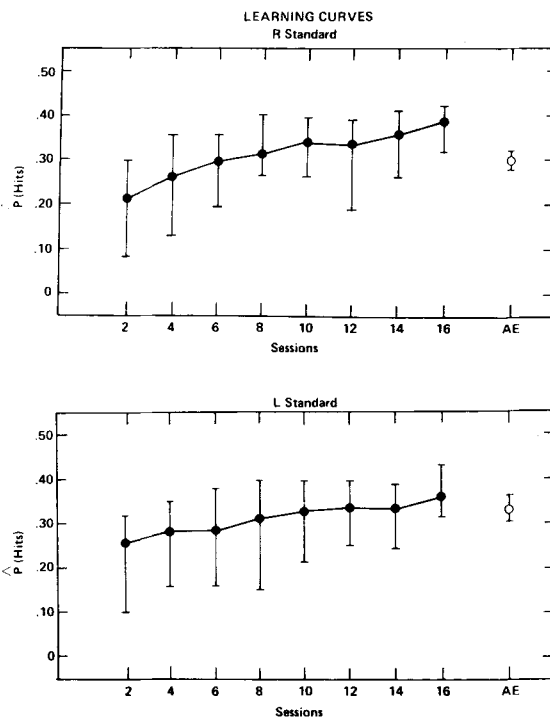 LEARNING CURVES
R Standard
.50
.40
.30
.20
.10
0
P (Hits)
2 4 6 8 10 12 14 16 AE
Sessions
L Standard
.50
.40
.30
.20
.10
0
P (Hits)
2 4 6 8 10 12 14 16 AE
Sessions